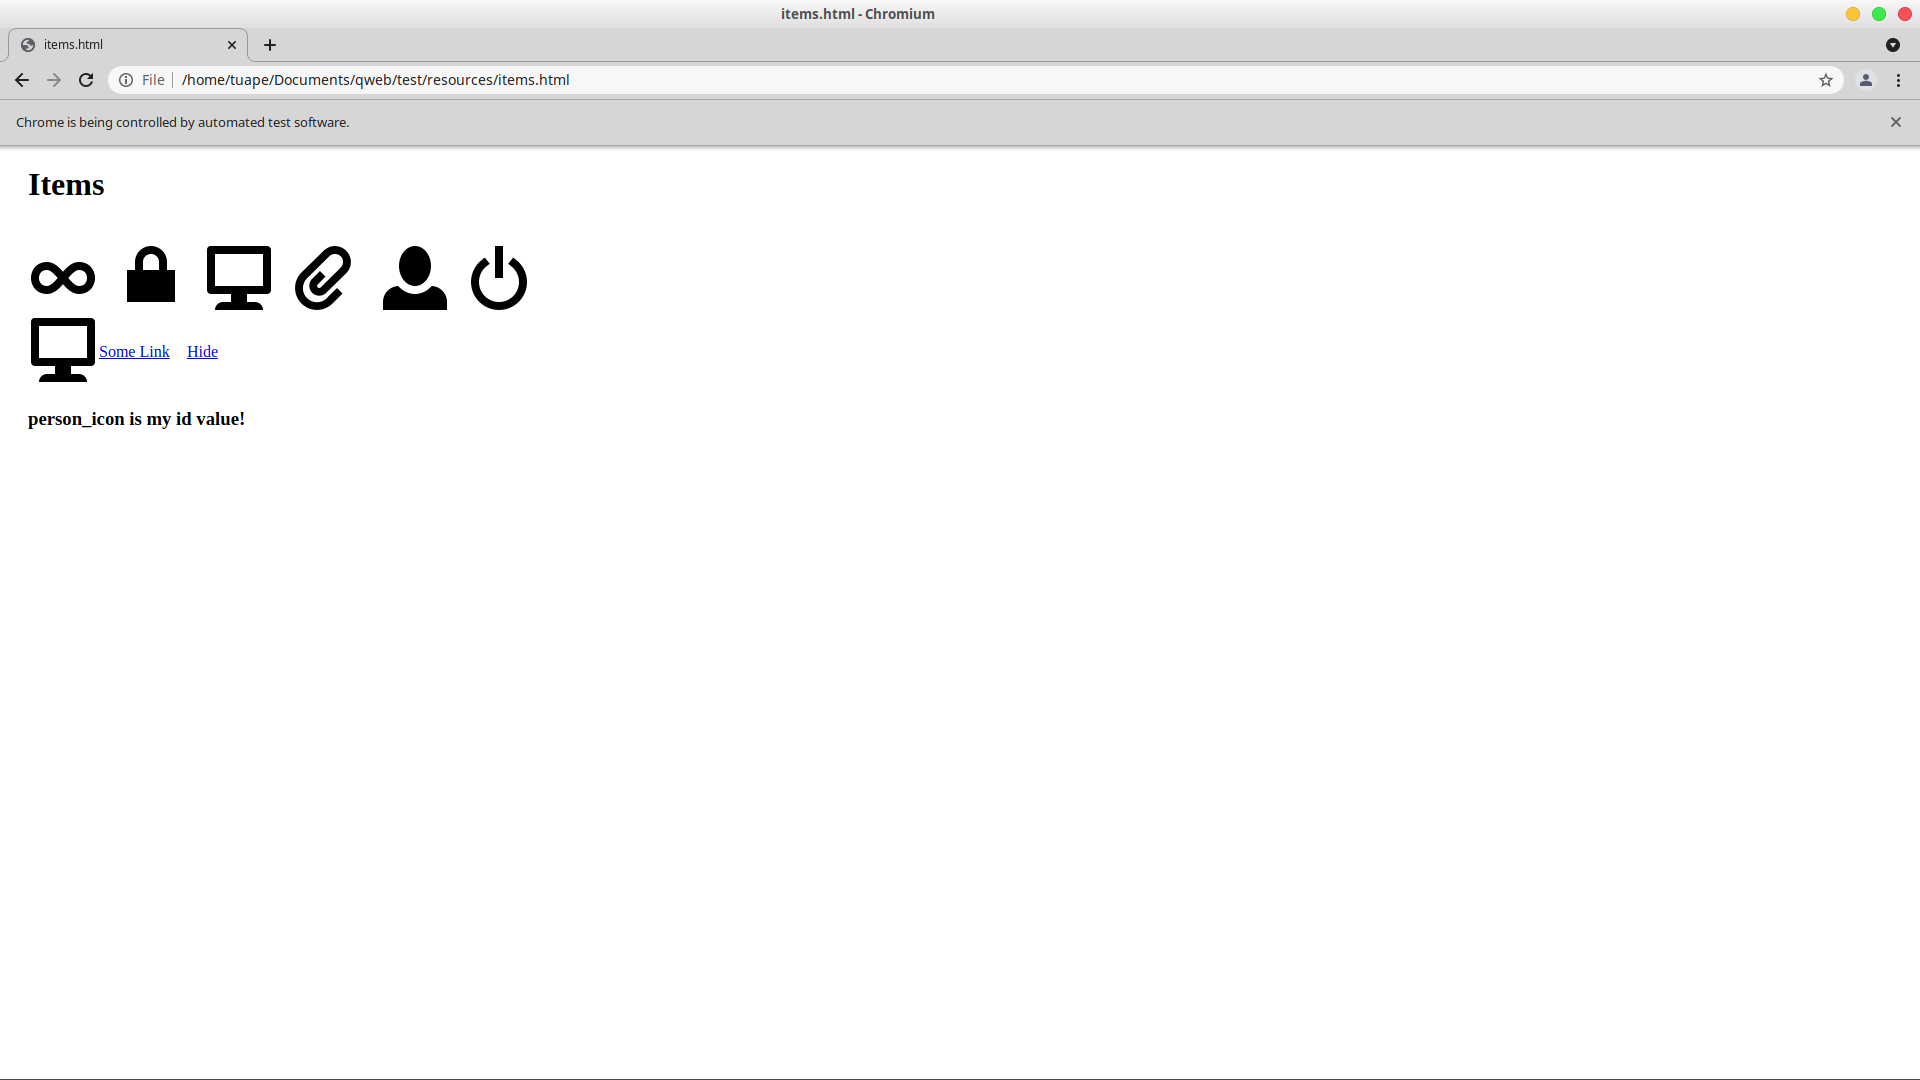 items.html - Chromium
items.html
File
/home/tuape/Documents/qweb/test/resources/items.html
Chrome is being controlled by automated test software.
Items
Some Link Hide
person_icon is my id value!